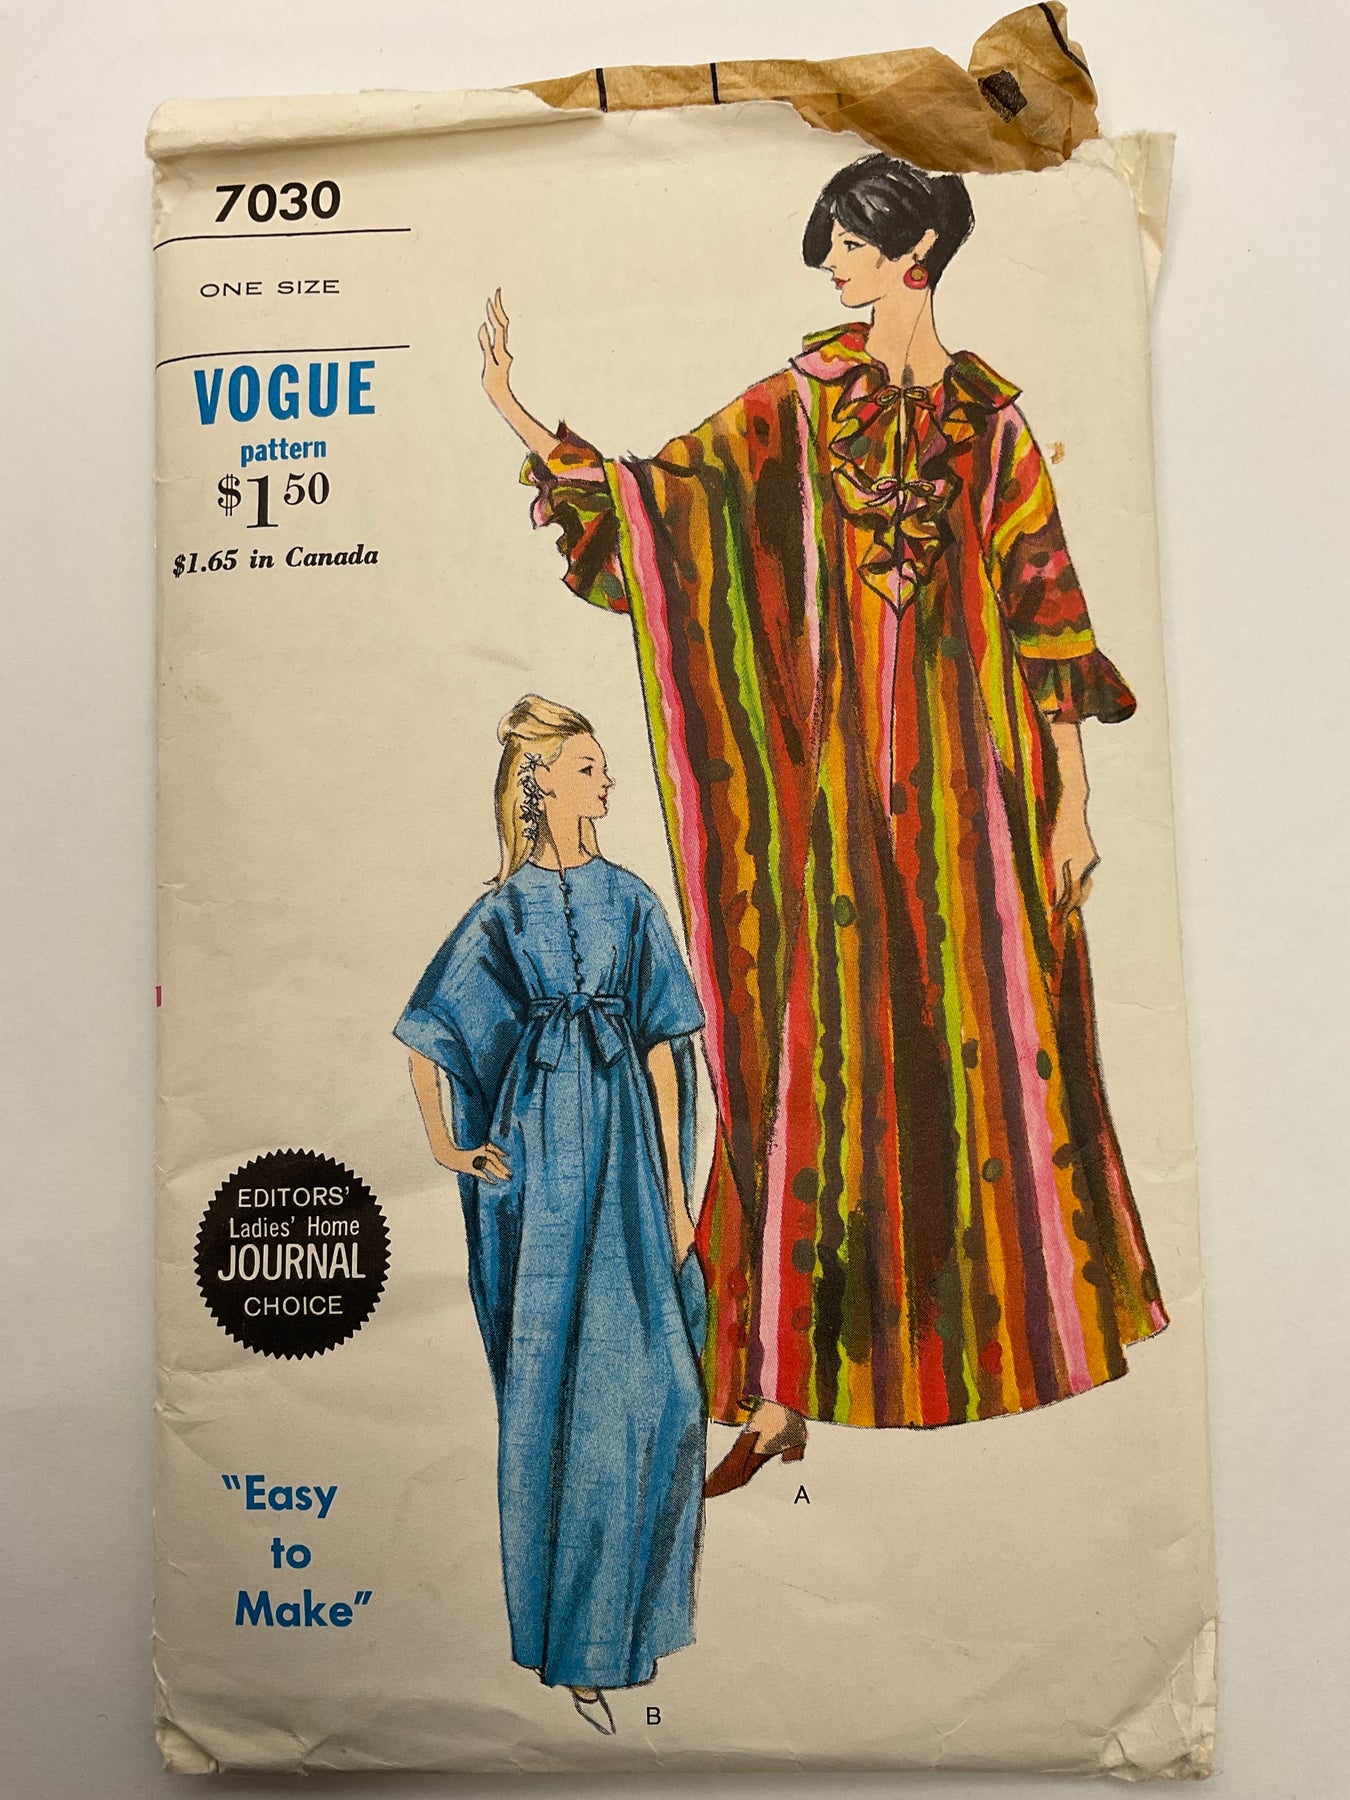 7030
ONE SIZE
VOGUE
pattern
$1 50
$1.65 in Canada
EDITORS'
Ladies' Home
JOURNAL
CHOICE
"Easy
to
Make"
A
B